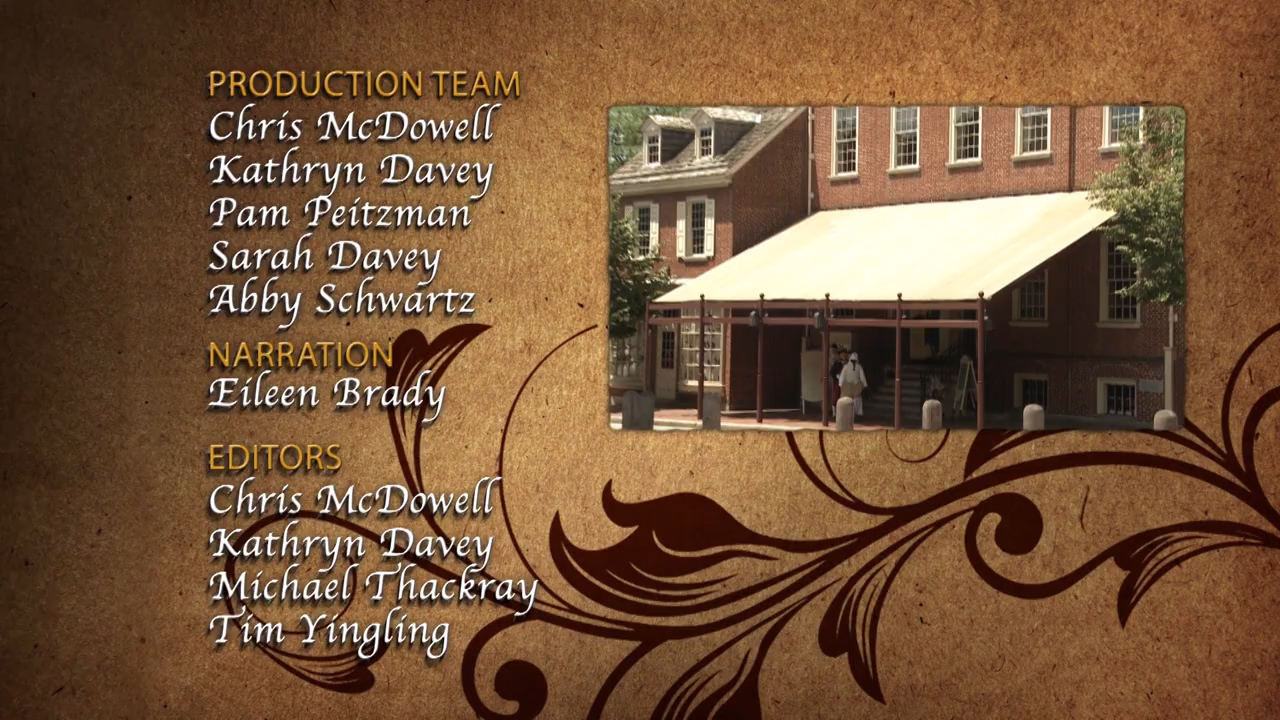 PRODUCTION TEAM
Chris McDowell
Kathryn Davey
Pam Peitzman
Sarah Davey
Abby Schwartz
NARRATION
Eileen Brady
EDITORS
Chris McDowell
Kathryn Davey
Michael Thackray
Tim Yingling